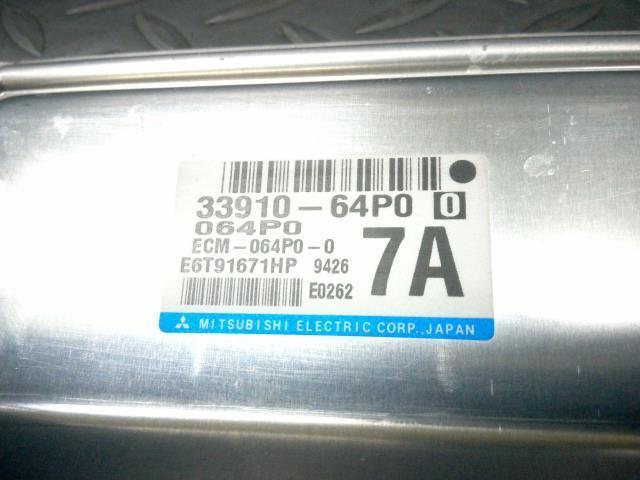 33910-64P0 0
064P0
ECM-064P0-0
7A
E6T91671HP 9426
E0262
MITSUBISHI ELECTRIC CORP., JAPAN